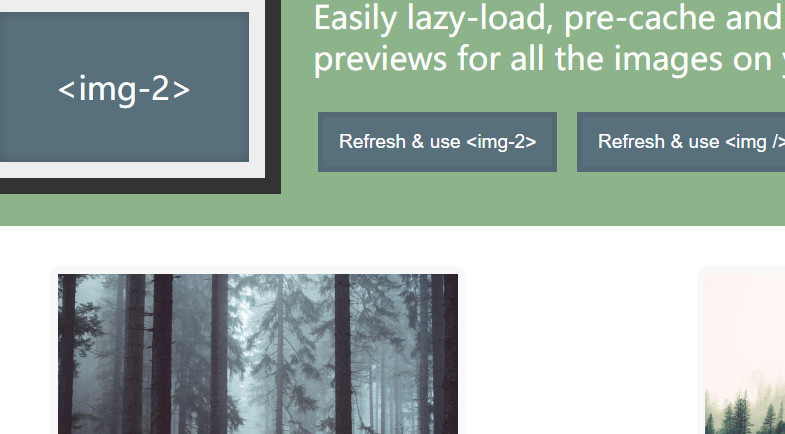 <img-2>
Easily lazy-load, pre-cache and
previews for all the images on
Refresh & use <img-2>
Refresh & use <img />